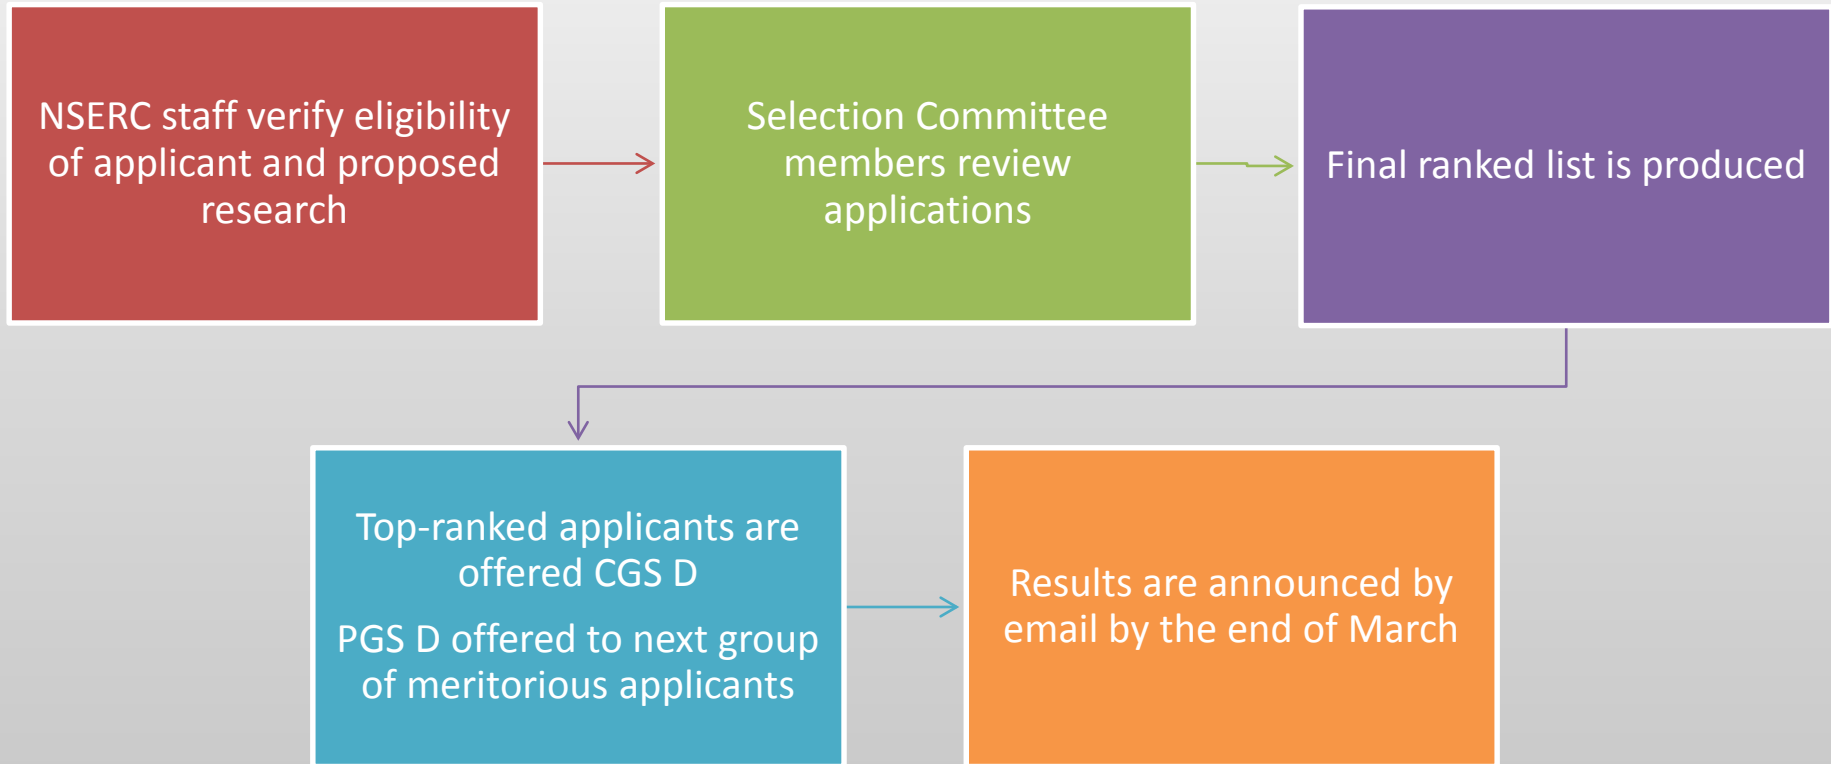 NSERC staff verify eligibility
of applicant and proposed
research
Selection Committee
members review
applications
Final ranked list is produced
Top-ranked applicants are
offered CGS D
PGS D offered to next group
of meritorious applicants
Results are announced by
email by the end of March